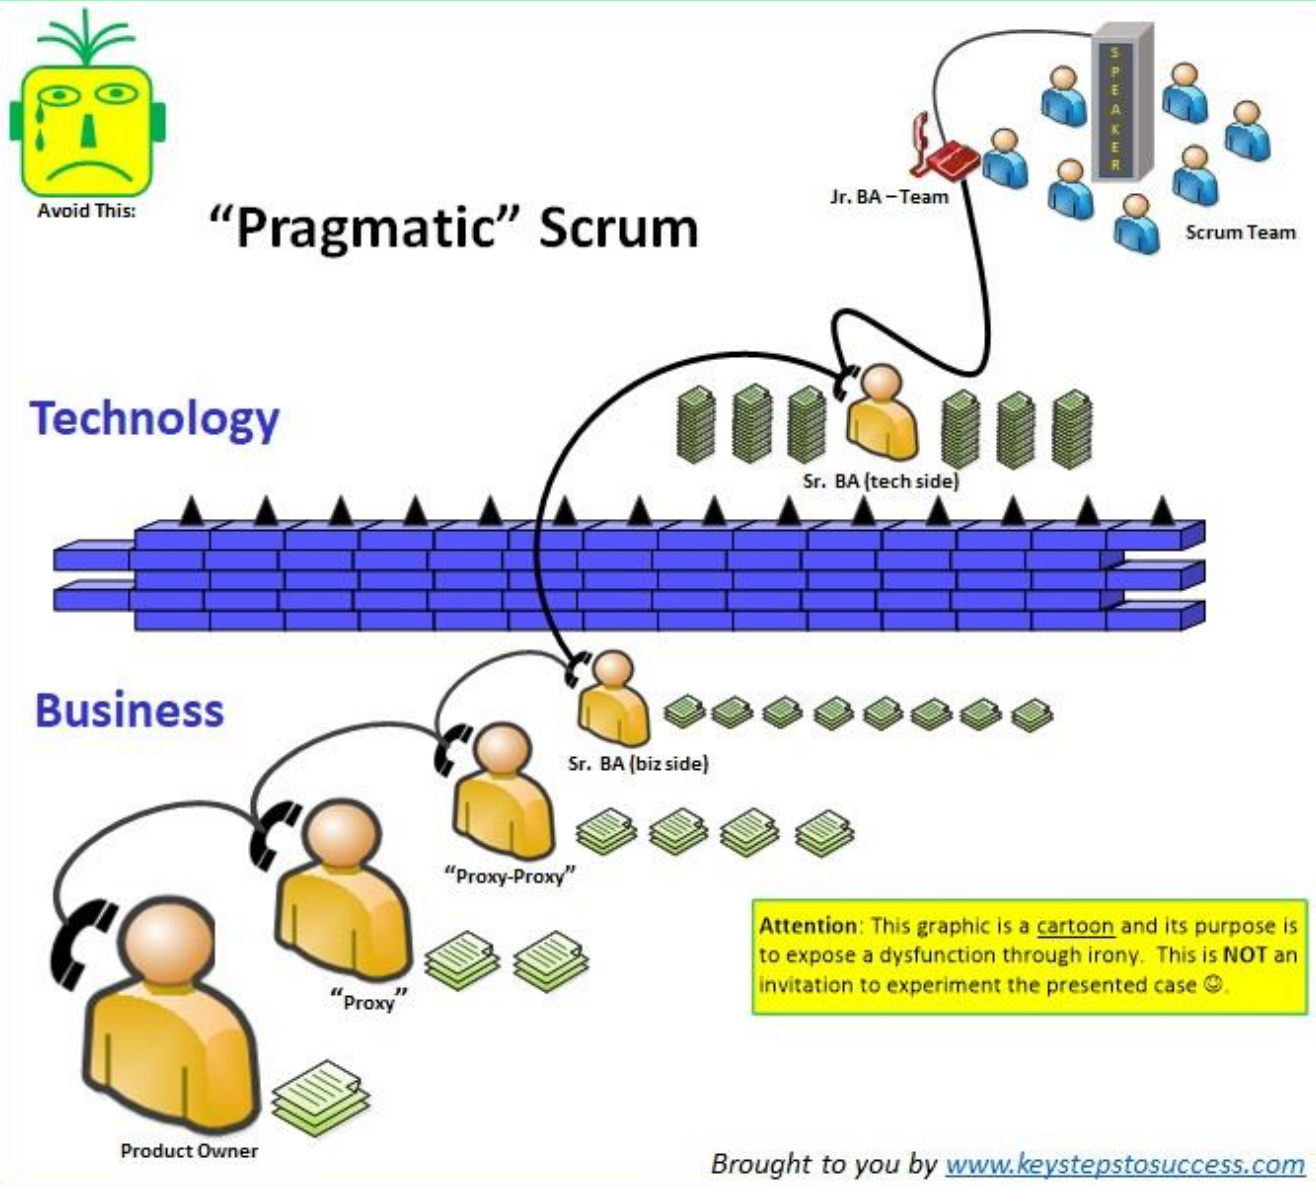 Avoid This:
“Pragmatic” Scrum
SPEAKER
Jr. BA – Team
Scrum Team
Technology
Sr. BA (tech side)
Business
Sr. BA (biz side)
“Proxy-Proxy”
“Proxy”
Product Owner
Attention: This graphic is a cartoon and its purpose is
to expose a dysfunction through irony. This is NOT an
invitation to experiment the presented case ☺.
Brought to you by www.keystepstosuccess.com